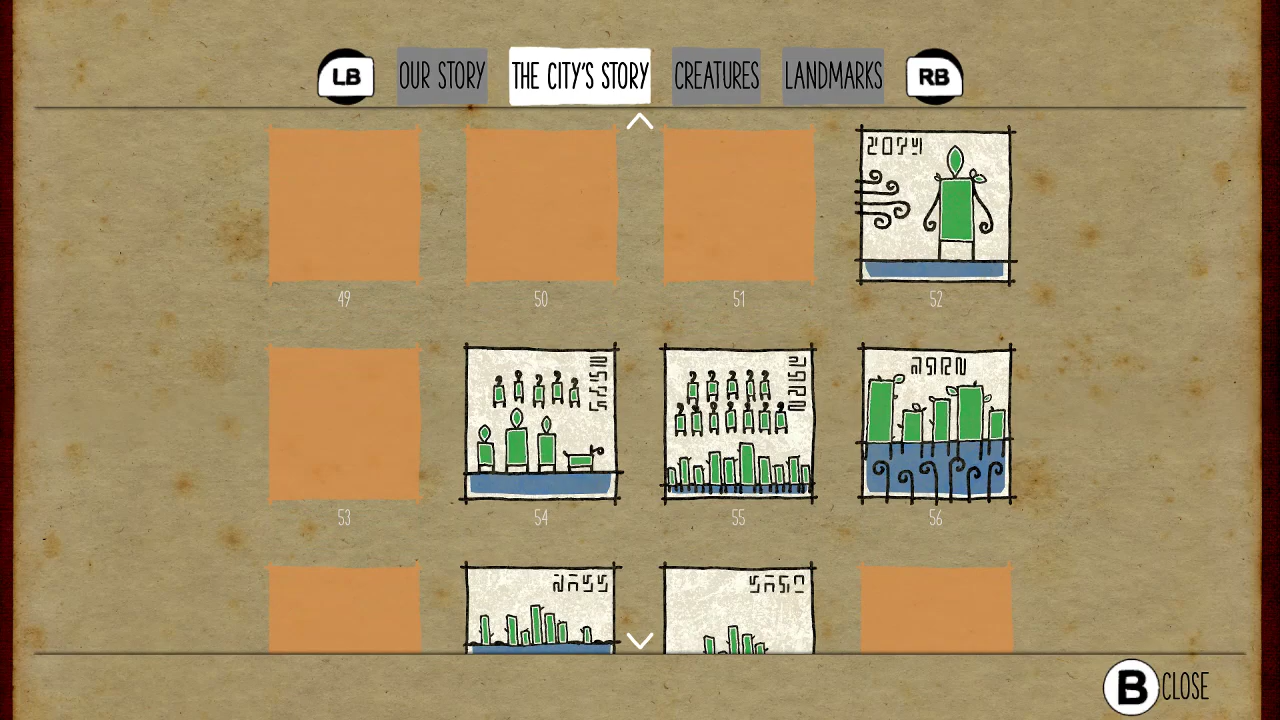 LB OUR STORY THE CITY'S STORY CREATURES LANDMARKS RB
49 50 51 52
53 54 55 56
B CLOSE